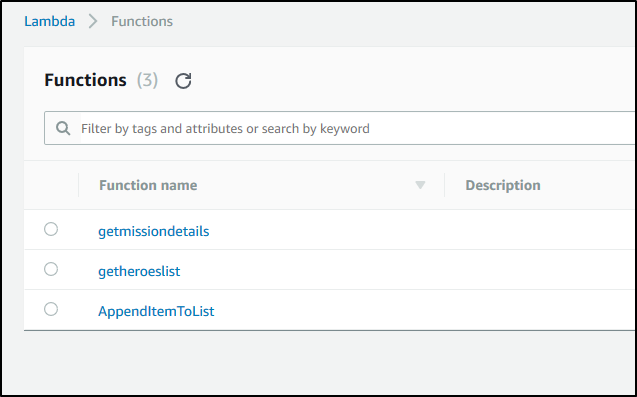 Lambda > Functions
Functions (3)
Filter by tags and attributes or search by keyword
Function name Description
getmissiondetails
getheroeslist
AppendItemToList